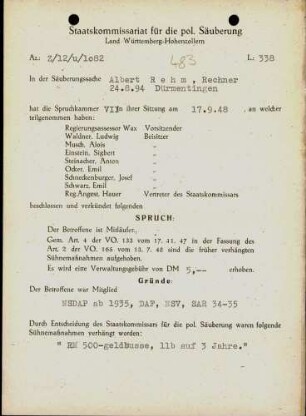 Staatskommissariat für die pol. Säuberung
Land Württemberg-Hohenzollern
Az.: Z/12/u/1082
483
L: 338
In der Säuberungssache Albert Rehm, Rechner
24.8.94 Dürmentingen
hat die Spruchkammer VII in ihrer Sitzung am 17.9.48 an welcher
teilgenommen haben:
Regierungsassessor Wax Vorsitzender
Waldner, Ludwig Beisitzer
Musch, Alois "
Einstein, Sigbert "
Steinacher, Anton "
Ocker, Emil "
Schneckenburger, Josef "
Schwarz, Emil "
Reg.Angest. Hauer Vertreter des Staatskommissars
beschlossen und verkündet folgenden
SPRUCH:
Der Betroffene ist Mitläufer.
Gem. Art. 4 der VO. 133 vom 17. 11. 47 in der Fassung des
Art. 2 der VO. 165 vom 13. 7. 48 sind die früher verhängten
Sühnemaßnahmen aufgehoben.
Es wird eine Verwaltungsgebühr von DM 5,-- erhoben.
Gründe:
Der Betroffene war Mitglied
NSDAP ab 1935, DAF, NSV, SAR 34-35
Durch Entscheidung des Staatskommissars für die pol. Säuberung waren folgende
Sühnemaßnahmen verhängt worden:
" RM 500-geldbusse, 11b auf 3 Jahre."